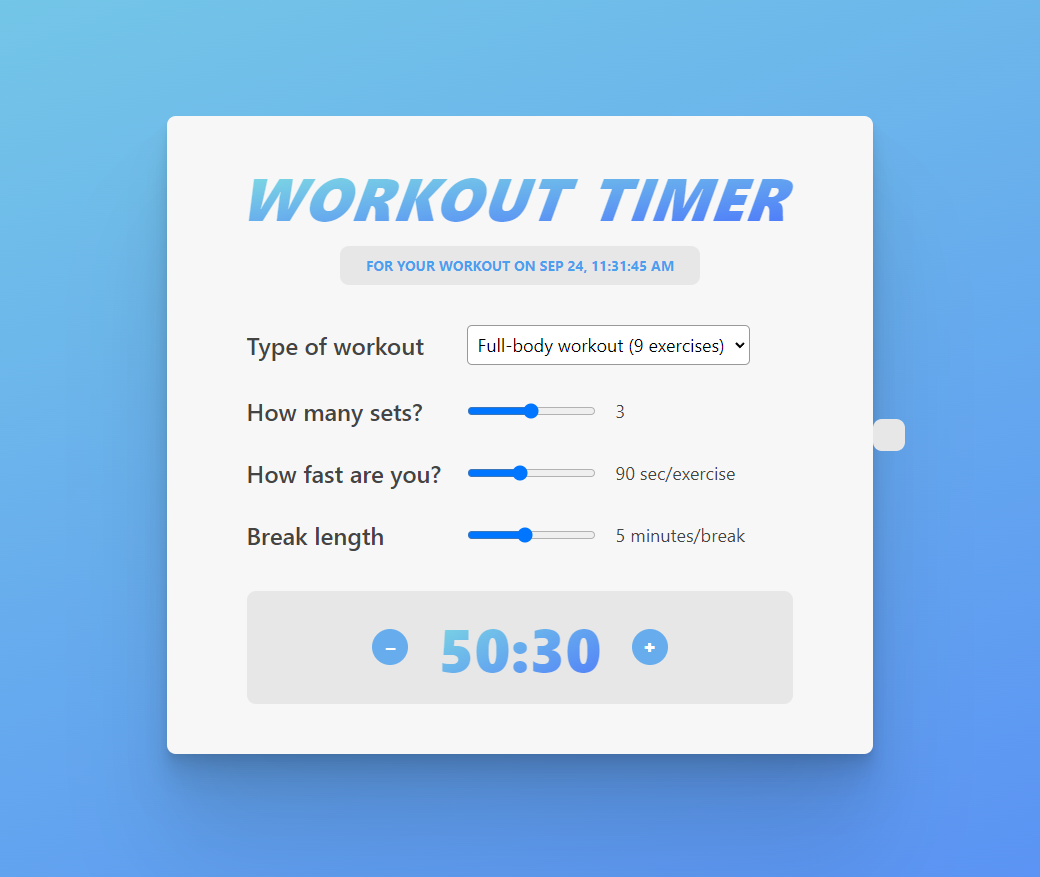 WORKOUT TIMER
FOR YOUR WORKOUT ON SEP 24, 11:31:45 AM
Type of workout Full-body workout (9 exercises)
How many sets? 3
How fast are you? 90 sec/exercise
Break length 5 minutes/break
– 50:30 +